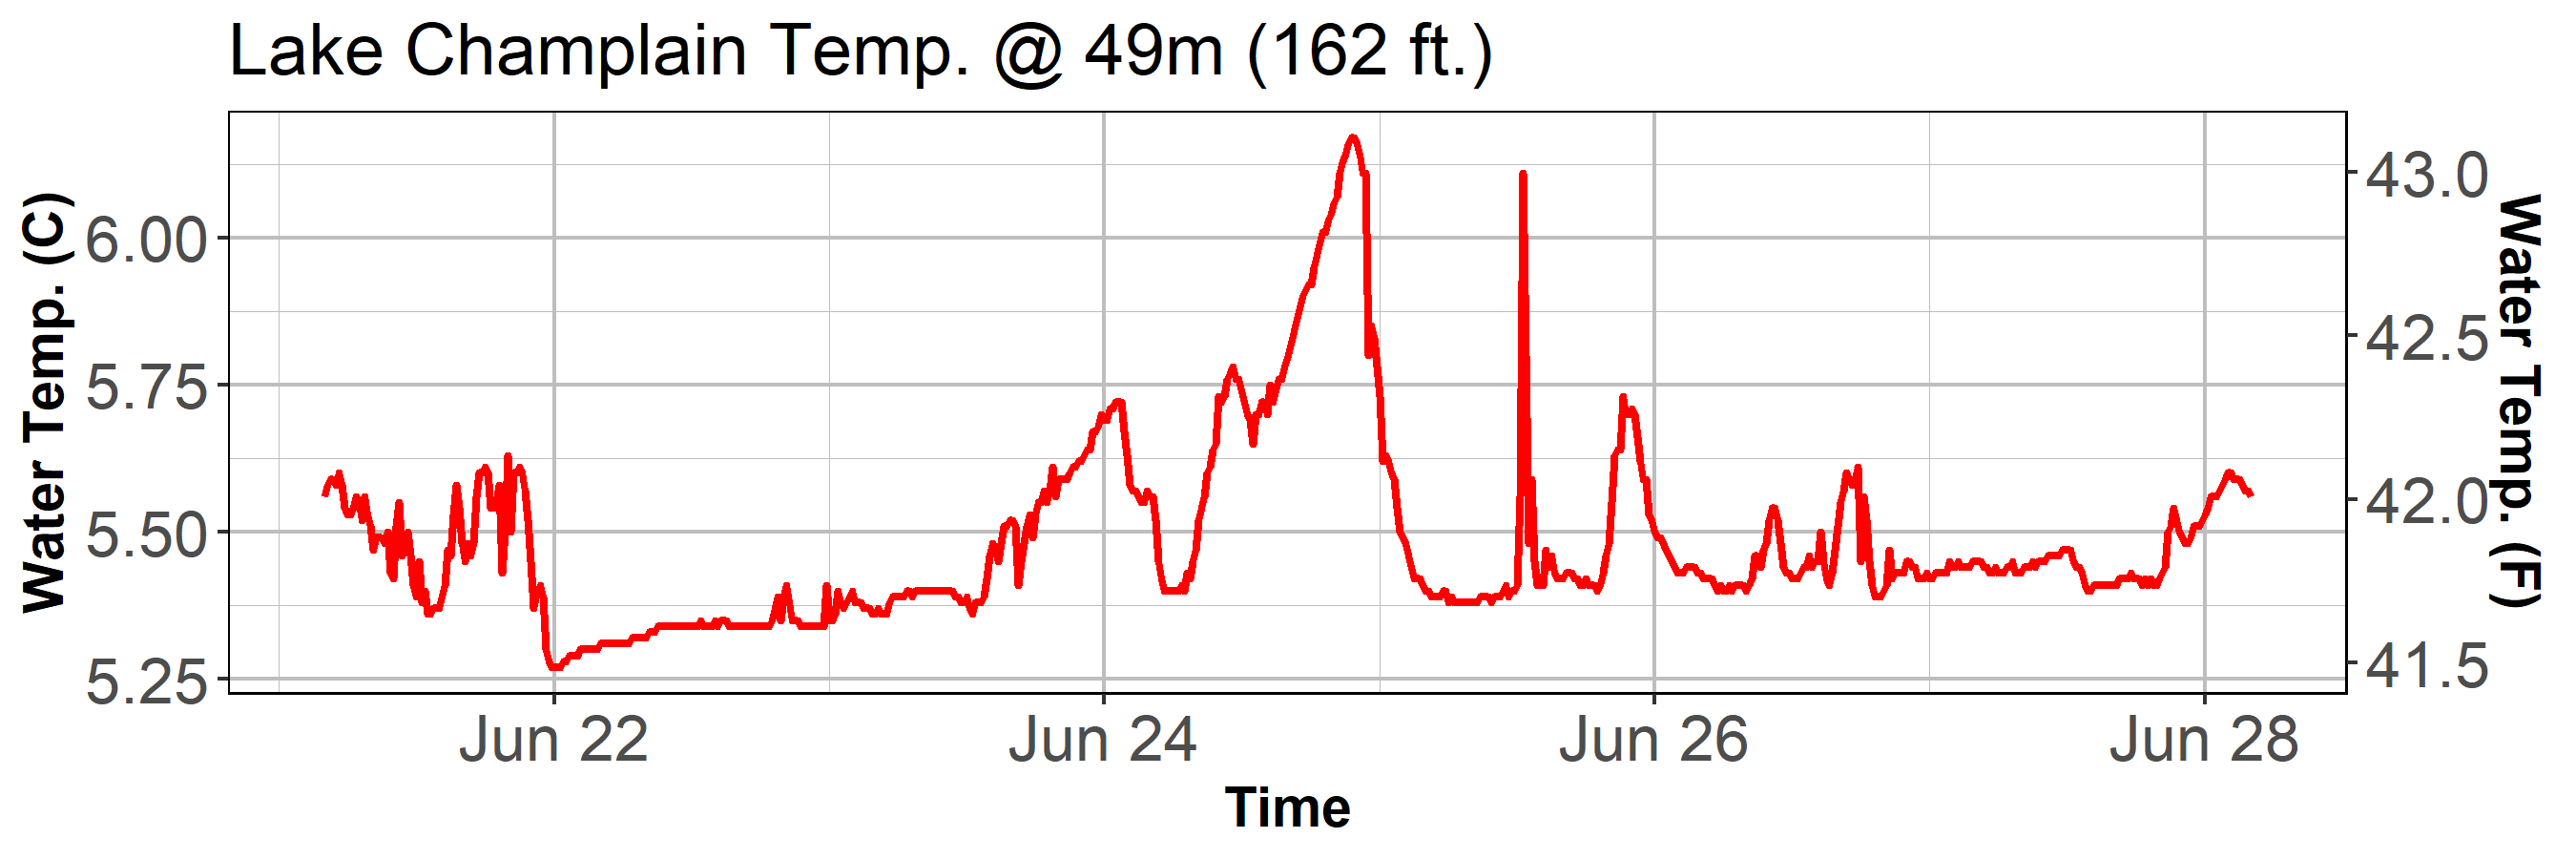 Lake Champlain Temp. @ 49m (162 ft.)
Water Temp. (C)
6.00
5.75
5.50
5.25
43.0
42.5
42.0
41.5
Water Temp. (F)
Jun 22
Jun 24
Jun 26
Jun 28
Time